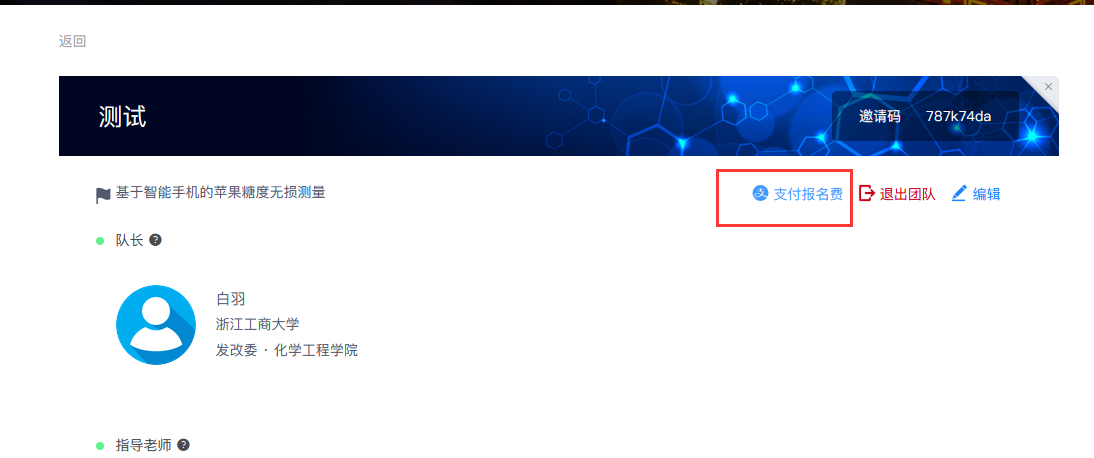 返回
测试
邀请码 787k74da
基于智能手机的苹果糖度无损测量
支付报名费 退出团队 编辑
队长
白羽
浙江工商大学
发改委 · 化学工程学院
指导老师